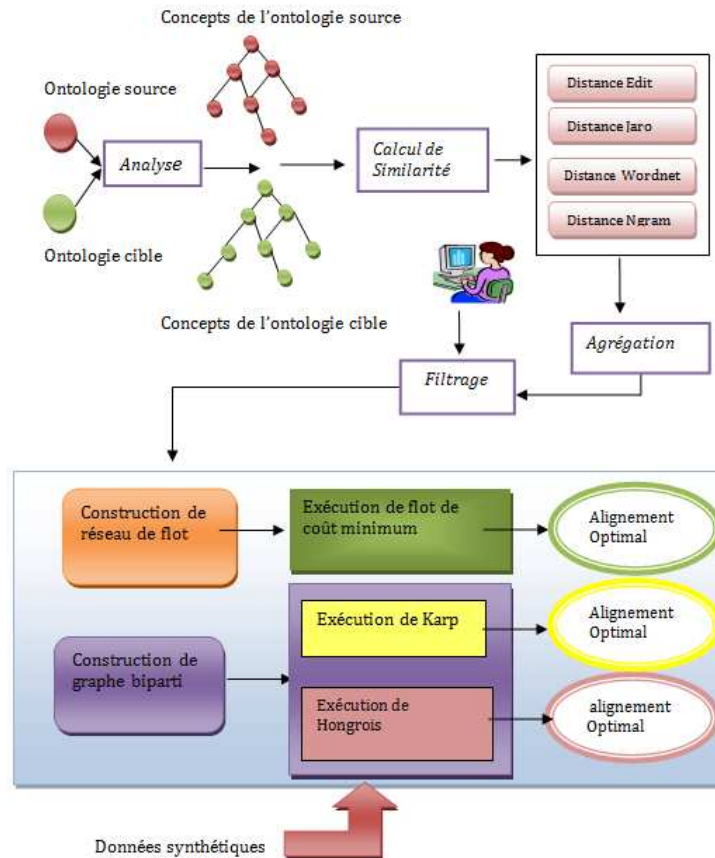 Concepts de l'ontologie source
Ontologie source
Analyse
Ontologie cible
Concepts de l'ontologie cible
Calcul de
Similarité
Distance Edit
Distance Jaro
Distance Wordnet
Distance Ngram
Agrégation
Filtrage
Construction de
réseau de flot
Exécution de flot de
coût minimum
Alignement
Optimal
Construction de
graphe biparti
Exécution de Karp
Alignement
Optimal
Exécution de
Hongrois
alignement
Optimal
Données synthétiques